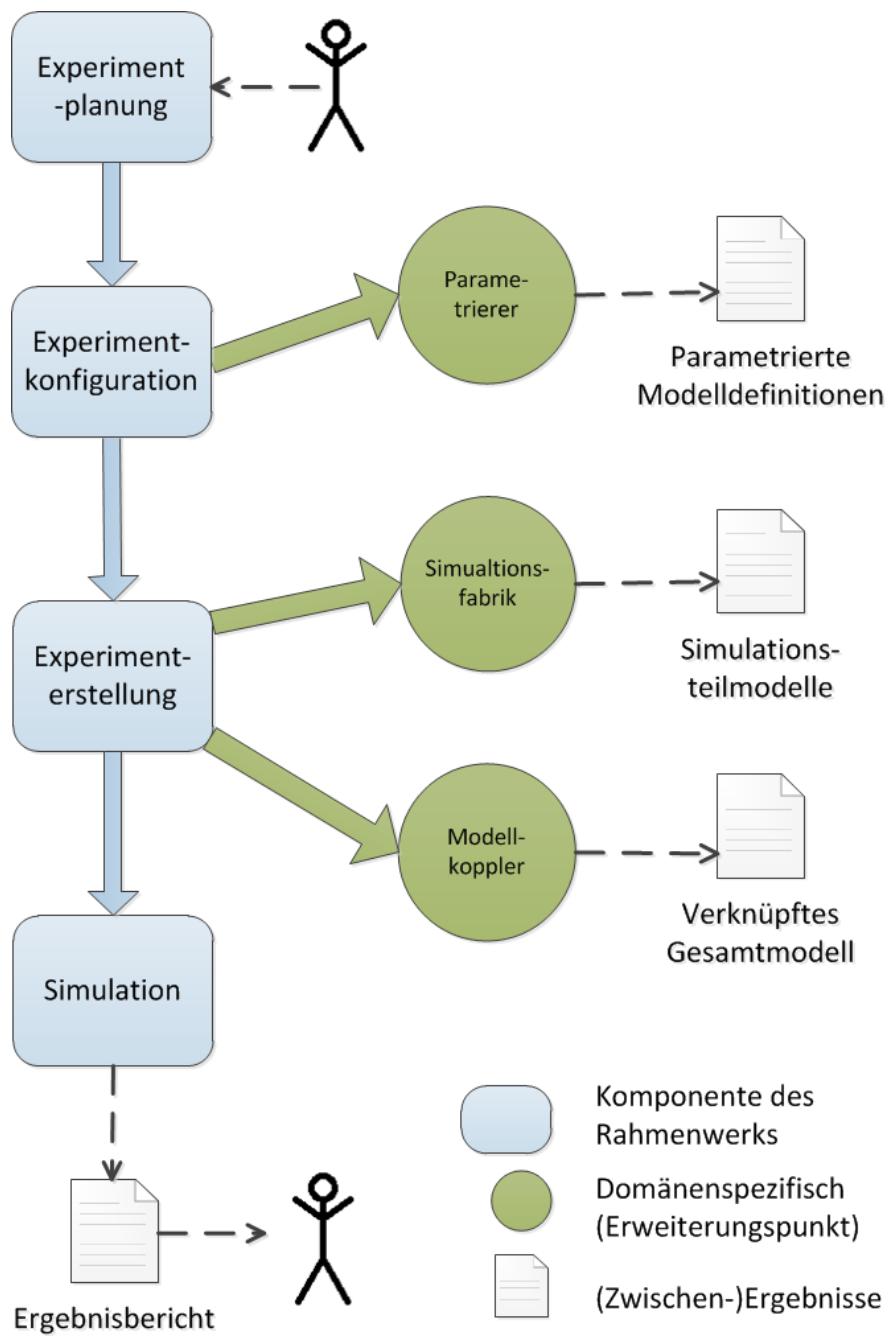 Experiment
-planung
Experiment-
konfiguration
Parame-
trierer
Parametrierte
Modelldefinitionen
Experiment-
erstellung
Simualtions-
fabrik
Simulations-
teilmodelle
Modell-
koppler
Verknüpftes
Gesamtmodell
Simulation
Ergebnisbericht
Komponente des
Rahmenwerks
Domänenspezifisch
(Erweiterungspunkt)
(Zwischen-)Ergebnisse